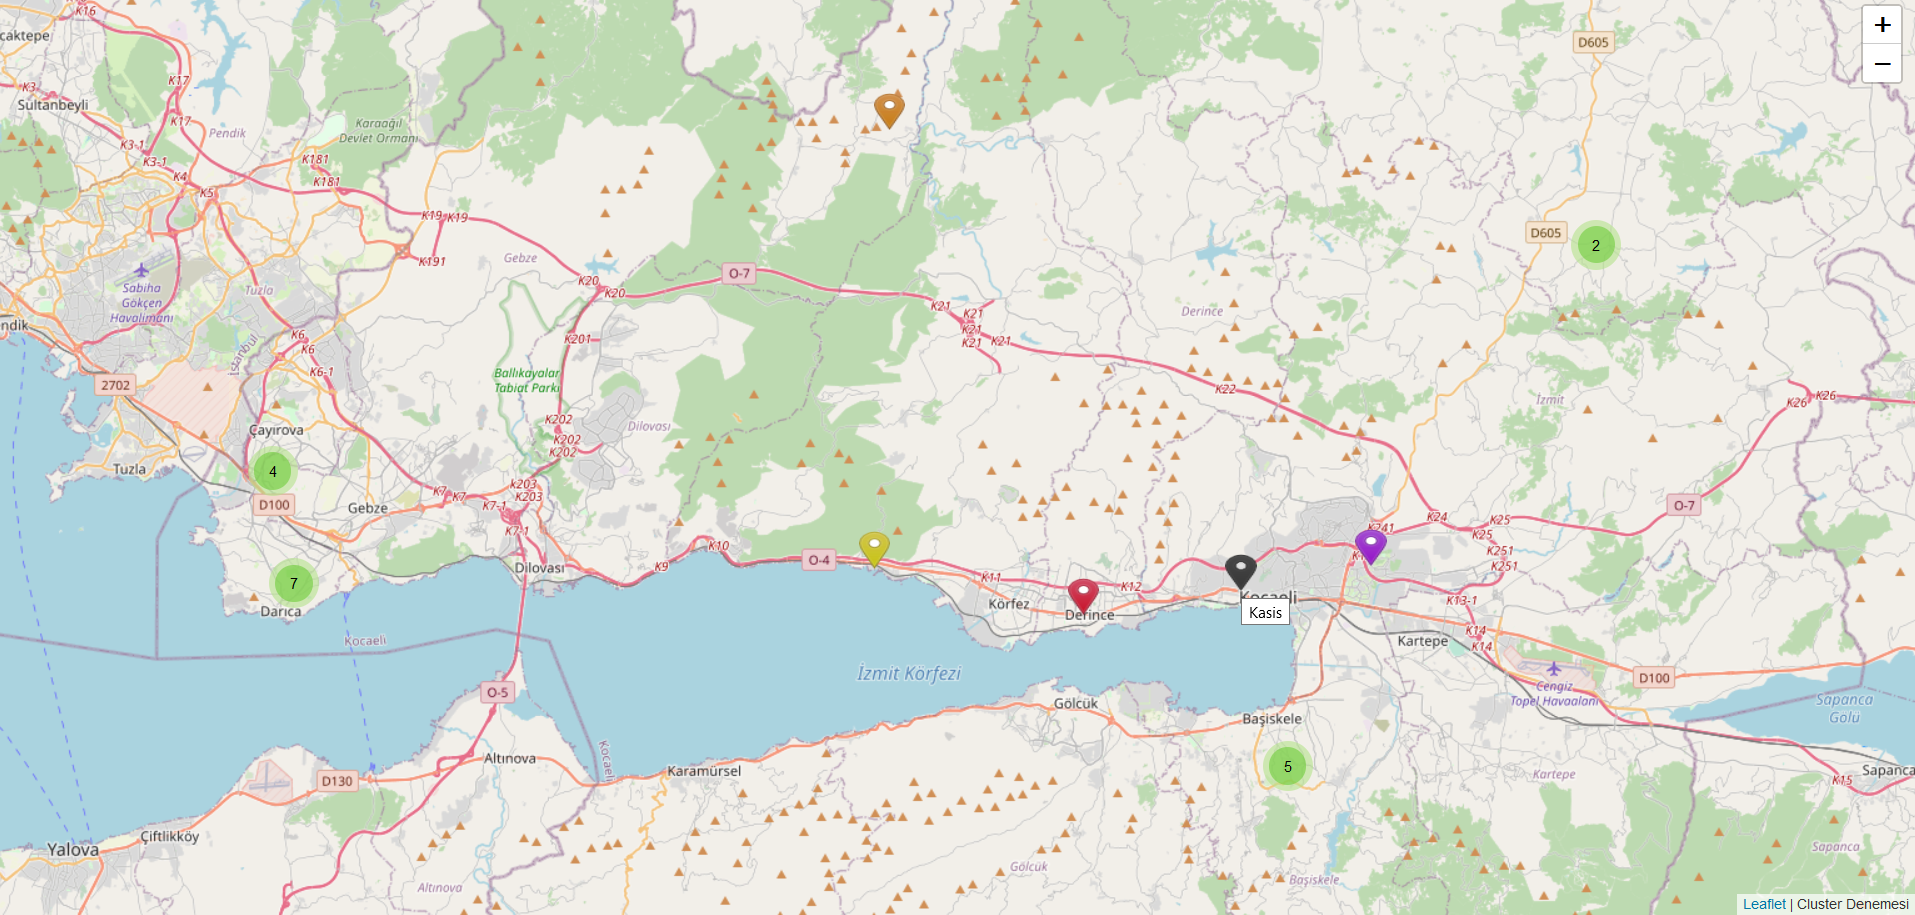 K16
caktepe
K17
K3
Sultanbeyli
K17
Pendik
K3-1
K3-1
K4
K5
K181
K181
Karaağıl
Devlet Ormanı
K19
K19
K191
Gebze
K20
K20
O-7
K21
K21
K21
K21
K21
Derince
D605
D605
2
+
−
Sabiha
Gökçen
Havalimanı
Tuzla
ndik
K6
K6
K6-1
İstanbul
K201
2702
Ballıkayalar
Tabiat Parkı
K22
İzmit
K26
K26
Çayırova
K202
K202
K202
Dilovası
Tuzla
4
D100
Gebze
K7
K7
K203
K203
K7-1
K7-1
K24
K25
K25
O-7
K241
K251
K251
K10
O-4
K9
Dilovası
7
Darıca
K11
K12
Körfez
Derince
Kocaeli
Kasis
K13-1
K14
K14
Kartepe
Kocaeli
İzmit Körfezi
O-5
Gölcük
Başiskele
D100
Cengiz
Topel Havaalanı
Sapanca
Gölü
Altınova
Kocaeli
Karamürsel
D130
5
Kartepe
K15
Sapanca
Çiftlikköy
Yalova
Altınova
Gölcük
Başiskele
Sapanca
Leaflet | Cluster Denemesi